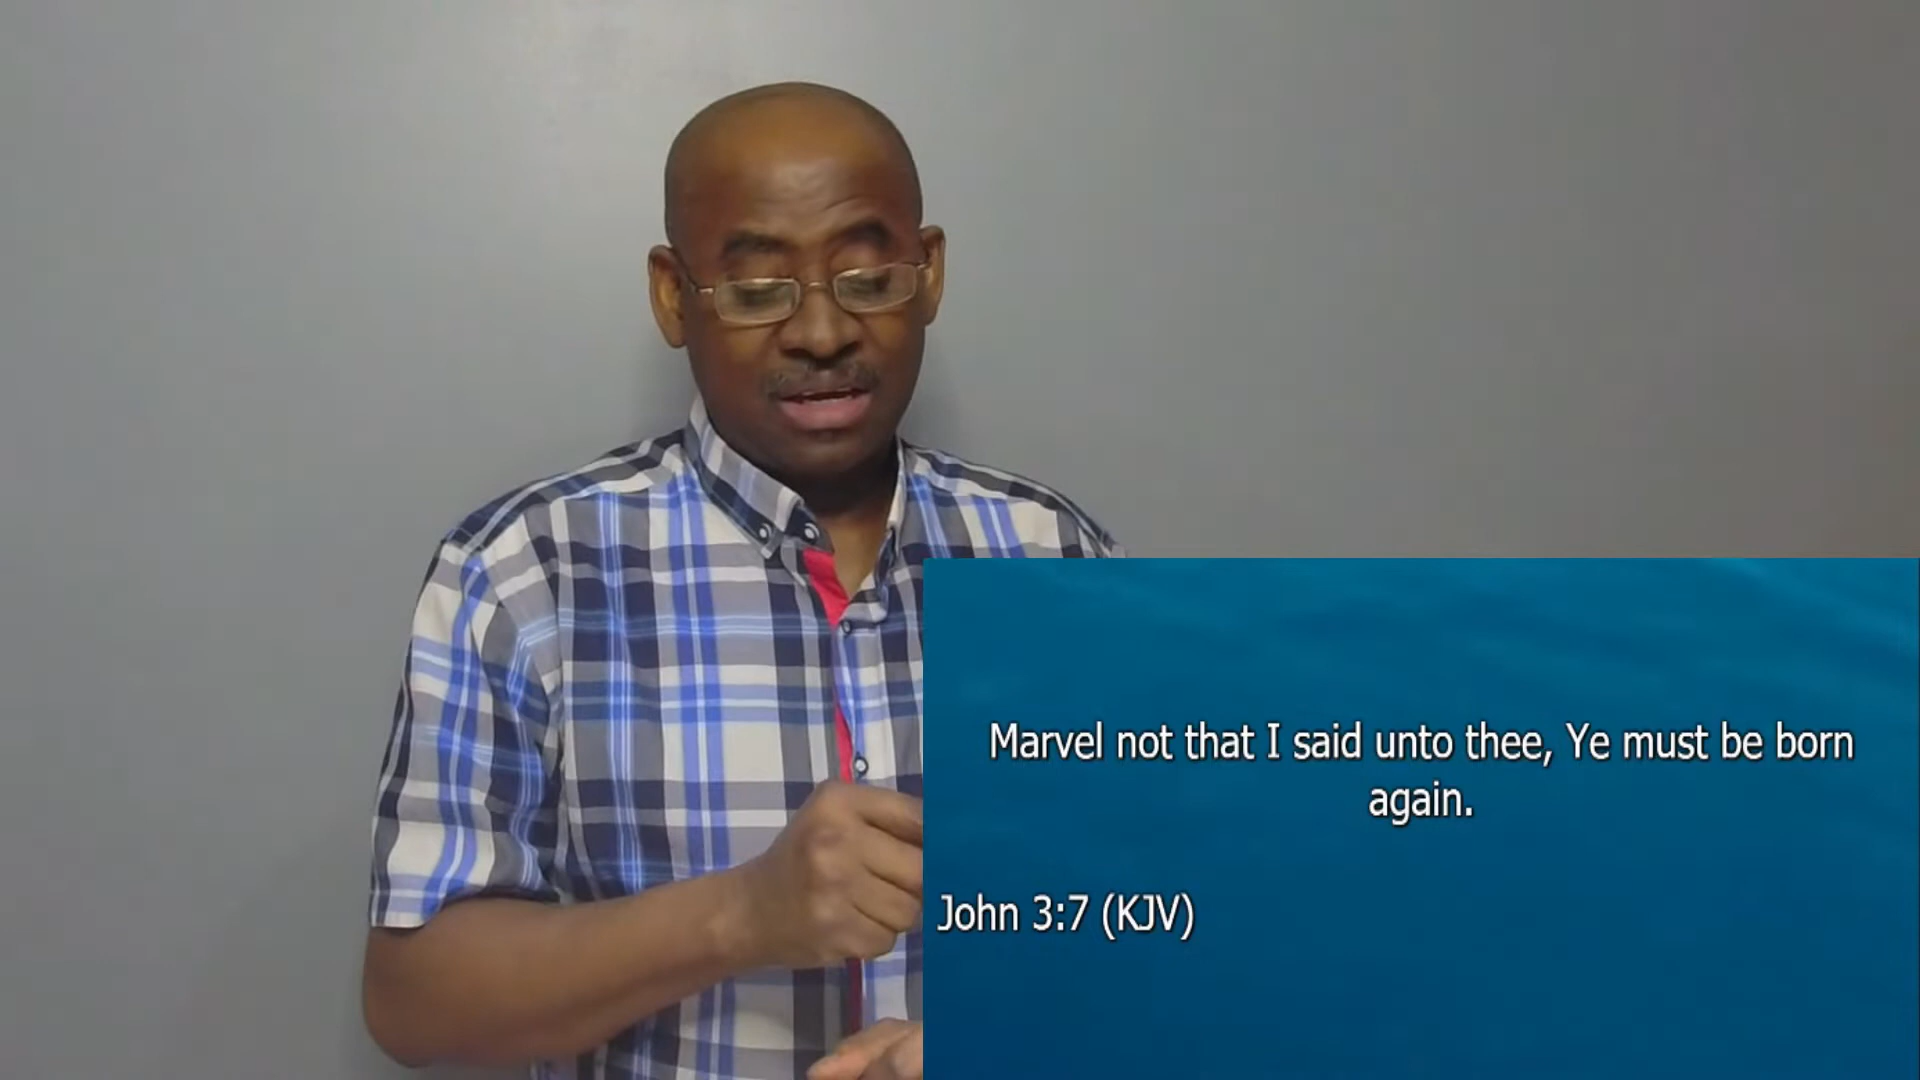 Marvel not that I said unto thee, Ye must be born
again.
John 3:7 (KJV)